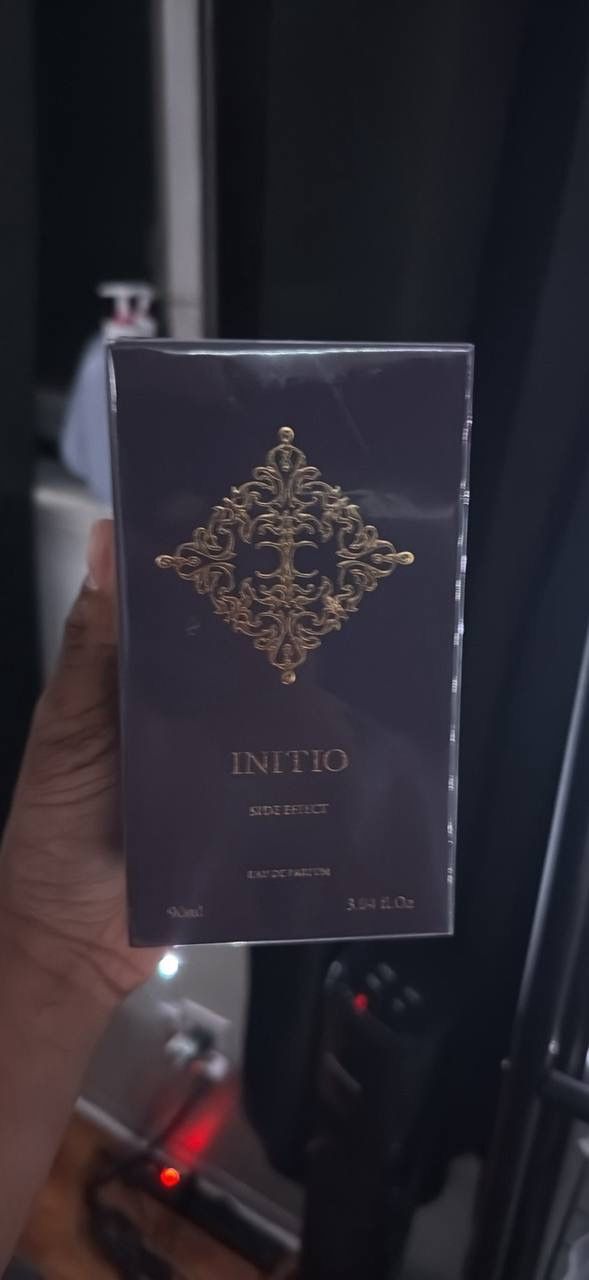 INITIO
SIDE EFFECT
EAU DE PARFUM
90ml 3.04 fl.Oz